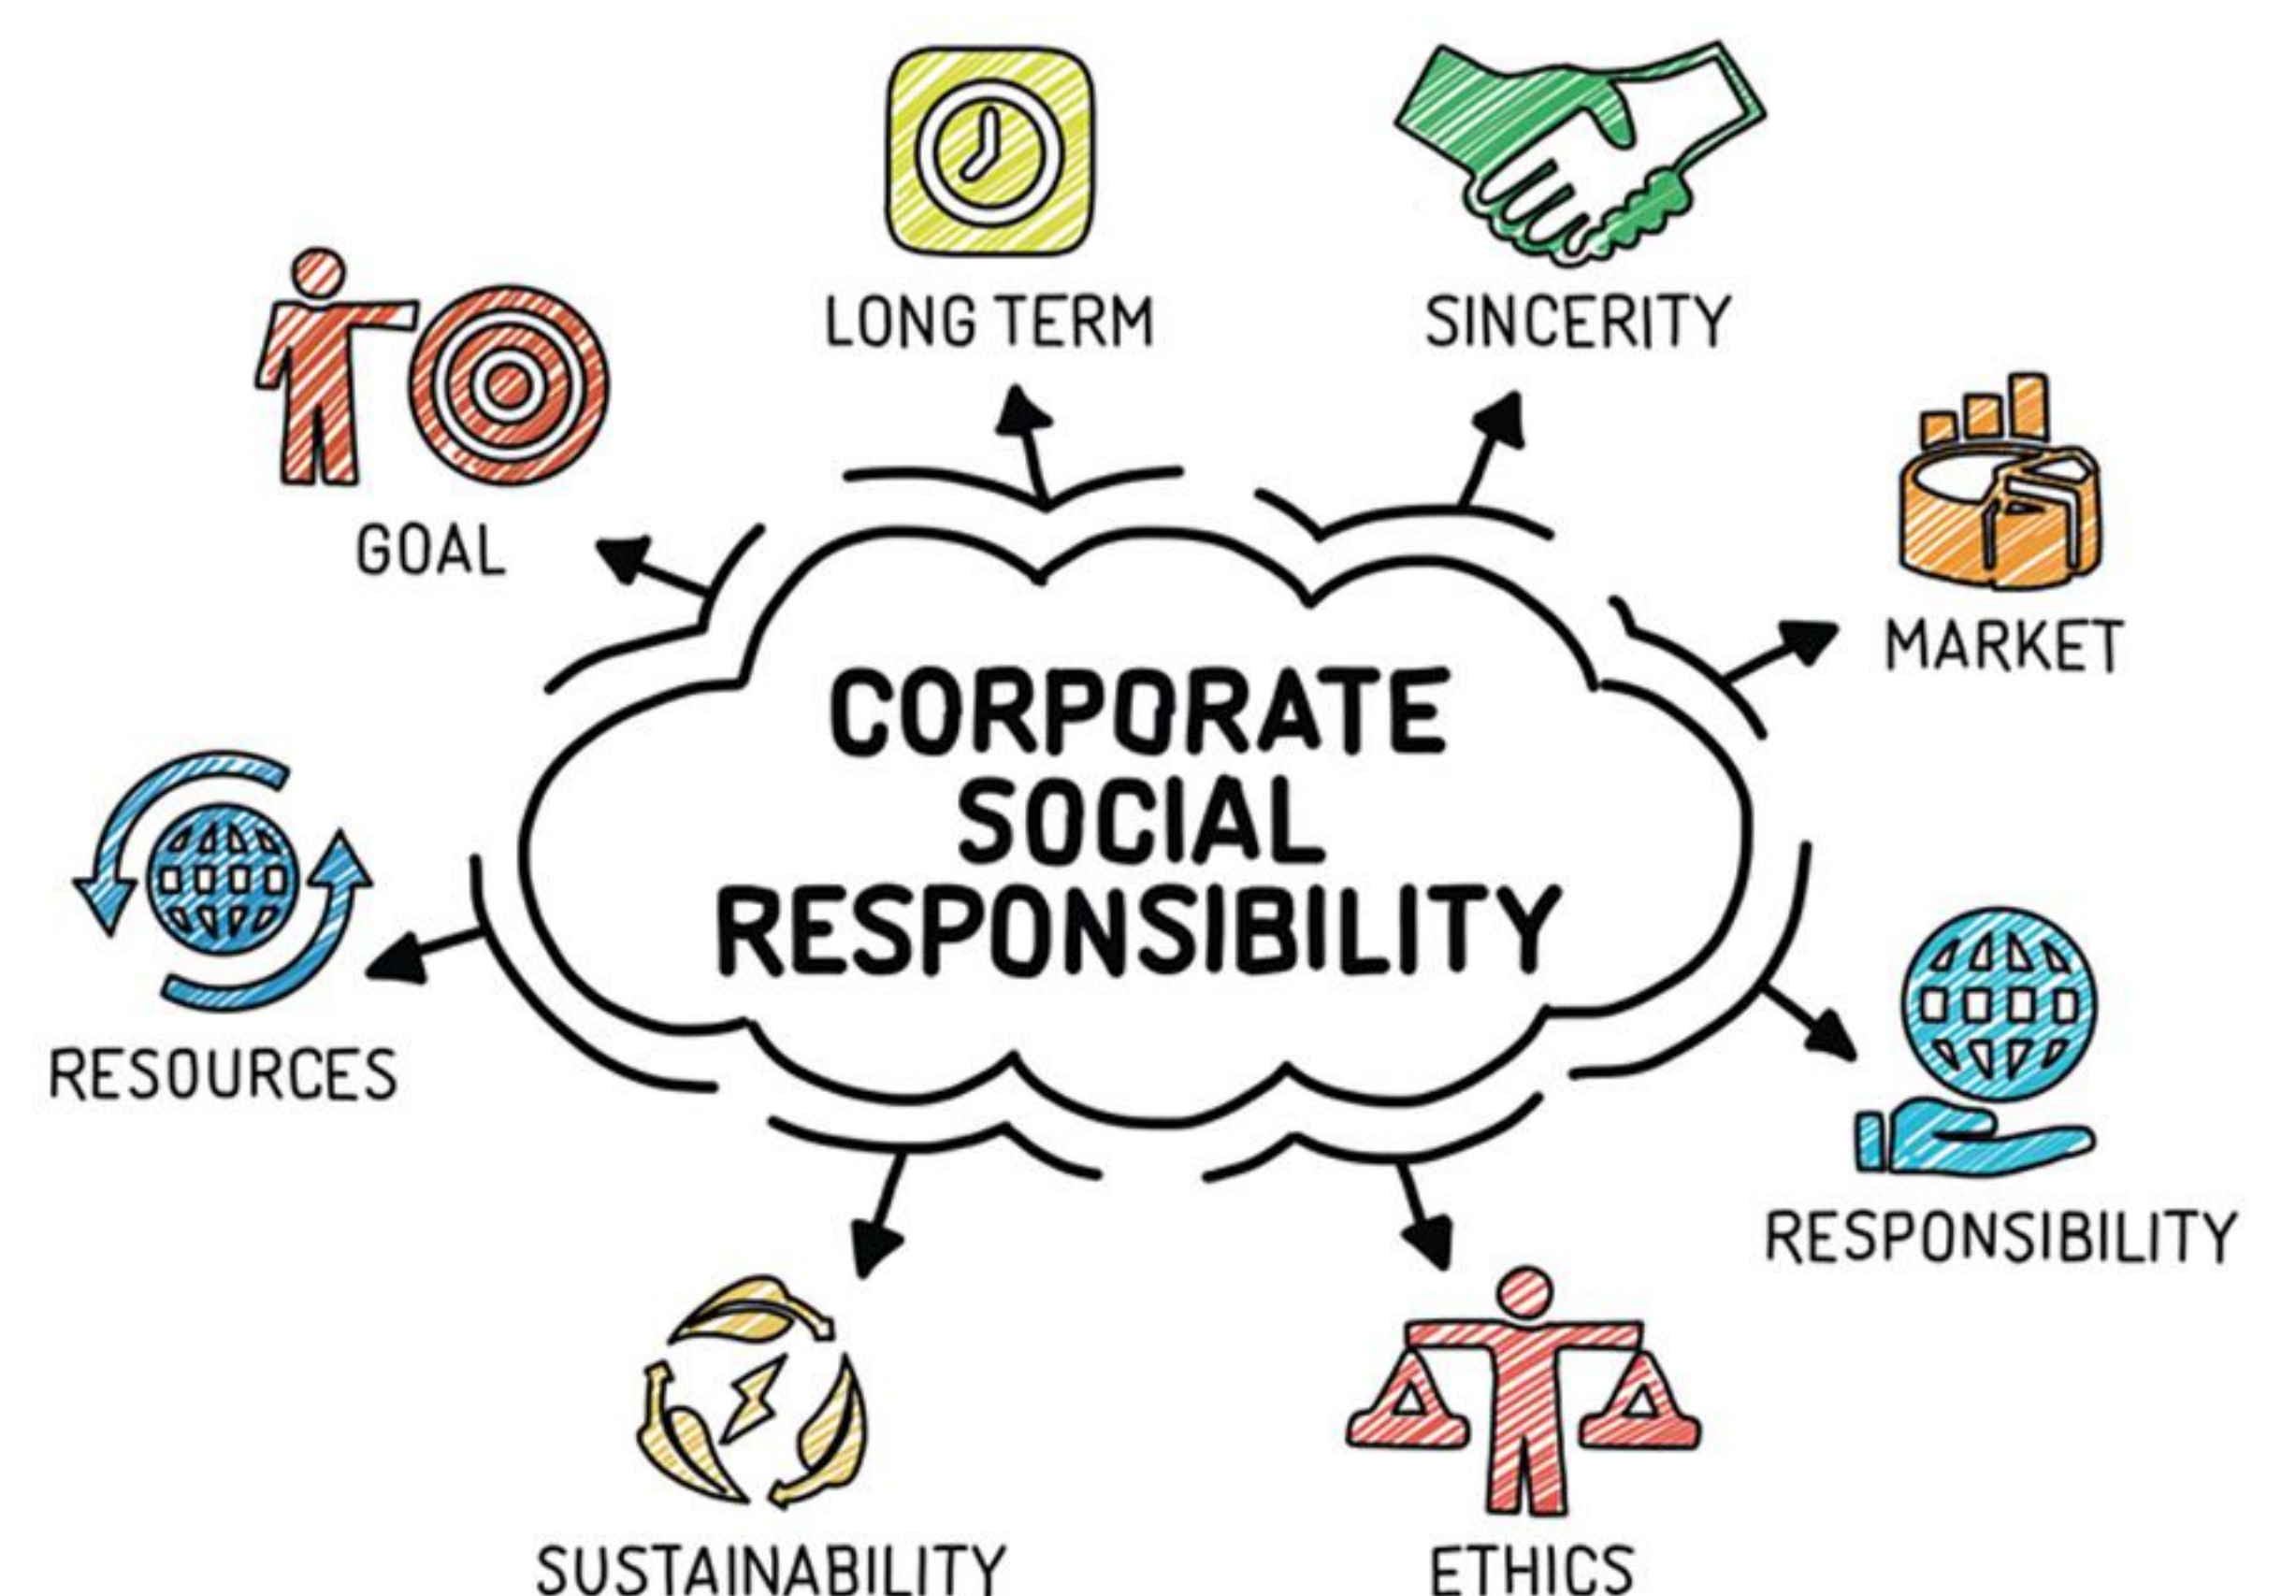 LONG TERM
SINCERITY
GOAL
MARKET
CORPORATE
SOCIAL
RESPONSIBILITY
RESOURCES
RESPONSIBILITY
SUSTAINABILITY
ETHICS